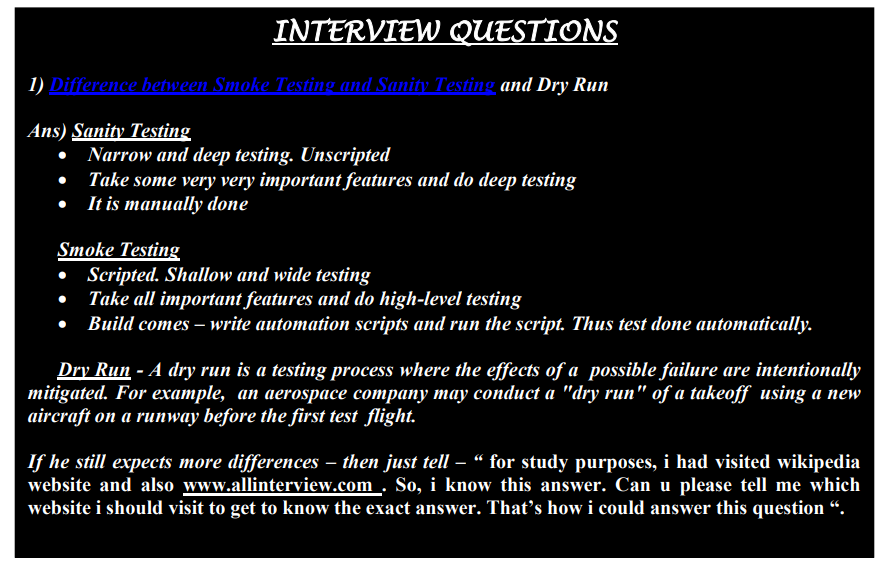 INTERVIEW QUESTIONS
1) Difference between Smoke Testing and Sanity Testing and Dry Run
Ans) Sanity Testing
• Narrow and deep testing. Unscripted
• Take some very very important features and do deep testing
• It is manually done
Smoke Testing
• Scripted. Shallow and wide testing
• Take all important features and do high-level testing
• Build comes – write automation scripts and run the script. Thus test done automatically.
Dry Run - A dry run is a testing process where the effects of a possible failure are intentionally
mitigated. For example, an aerospace company may conduct a "dry run" of a takeoff using a new
aircraft on a runway before the first test flight.
If he still expects more differences – then just tell – “ for study purposes, i had visited wikipedia
website and also www.allinterview.com . So, i know this answer. Can u please tell me which
website i should visit to get to know the exact answer. That’s how i could answer this question “.